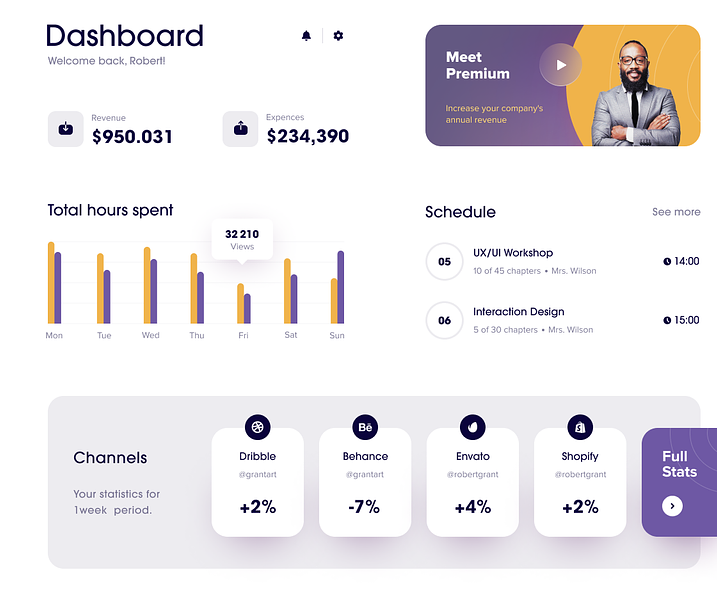 Dashboard
Welcome back, Robert!
Revenue
$950.031
Expences
$234,390
Meet
Premium
Increase your company's
annual revenue
Total hours spent
32 210
Views
Mon
Tue
Wed
Thu
Fri
Sat
Sun
Schedule
See more
05
UX/UI Workshop
10 of 45 chapters • Mrs. Wilson
14:00
06
Interaction Design
5 of 30 chapters • Mrs. Wilson
15:00
Channels
Your statistics for
1week period.
Dribble
@grantart
+2%
Bē
Behance
@grantart
-7%
Envato
@robertgrant
+4%
Shopify
@robertgrant
+2%
Full
Stats